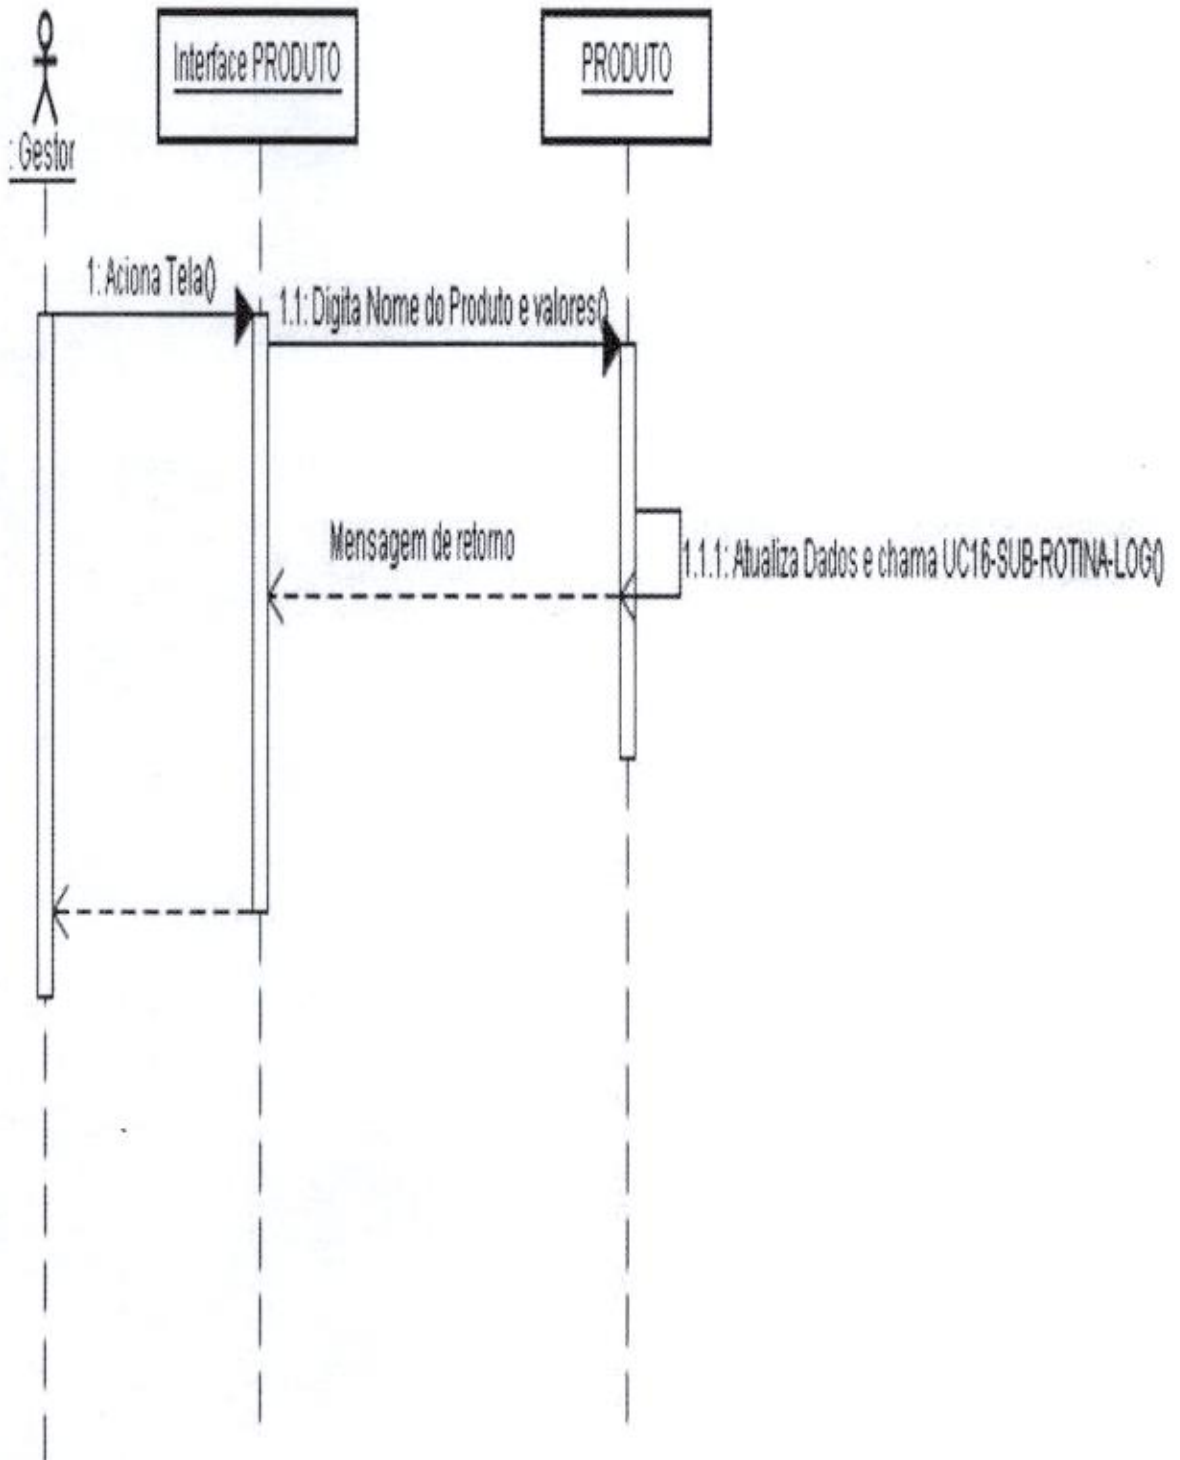 Interface PRODUTO
PRODUTO
: Gestor
1: Aciona Tela()
1.1: Digita Nome do Produto e valores()
Mensagem de retorno
1.1.1: Atualiza Dados e chama UC16-SUB-ROTINA-LOG()